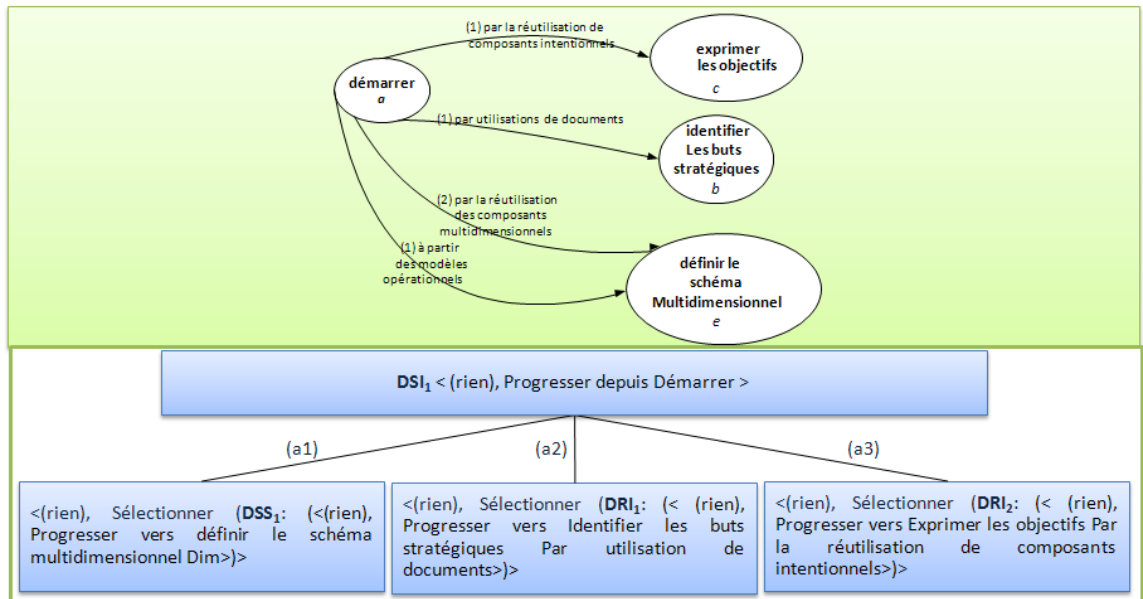 (1) par la réutilisation de
composants intentionnels
exprimer
les objectifs
c
démarrer
a
(1) par utilisations de documents
identifier
Les buts
stratégiques
b
(2) par la réutilisation
des composants
multidimensionnels
(1) à partir
des modèles
opérationnels
définir le
schéma
Multidimensionnel
e
DSI1 < (rien), Progresser depuis Démarrer >
(a1)
(a2)
(a3)
<(rien), Sélectionner (DSS1: (<(rien),
Progresser vers définir le schéma
multidimensionnel Dim>)>
<(rien), Sélectionner (DRI1: (< (rien),
Progresser vers Identifier les buts
stratégiques Par utilisation de
documents>)>
<(rien), Sélectionner (DRI2: (< (rien),
Progresser vers Exprimer les objectifs Par
la réutilisation de composants
intentionnels>)>